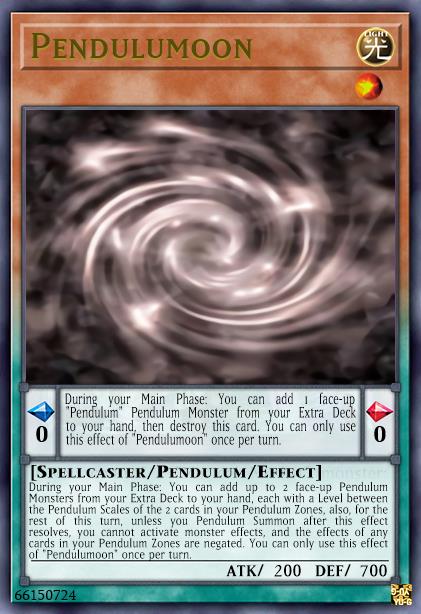 PENDULUMOON
LIGHT
光
During your Main Phase: You can add 1 face-up
"Pendulum" Pendulum Monster from your Extra Deck
to your hand, then destroy this card. You can only use
this effect of "Pendulumoon" once per turn.
0
0
[SPELLCASTER/PENDULUM/EFFECT]
During your Main Phase: You can add up to 2 face-up Pendulum
Monsters from your Extra Deck to your hand, each with a Level between
the Pendulum Scales of the 2 cards in your Pendulum Zones, also, for the
rest of this turn, unless you Pendulum Summon after this effect
resolves, you cannot activate monster effects, and the effects of any
cards in your Pendulum Zones are negated. You can only use this effect
of "Pendulumoon" once per turn.
ATK/ 200 DEF/ 700
66150724